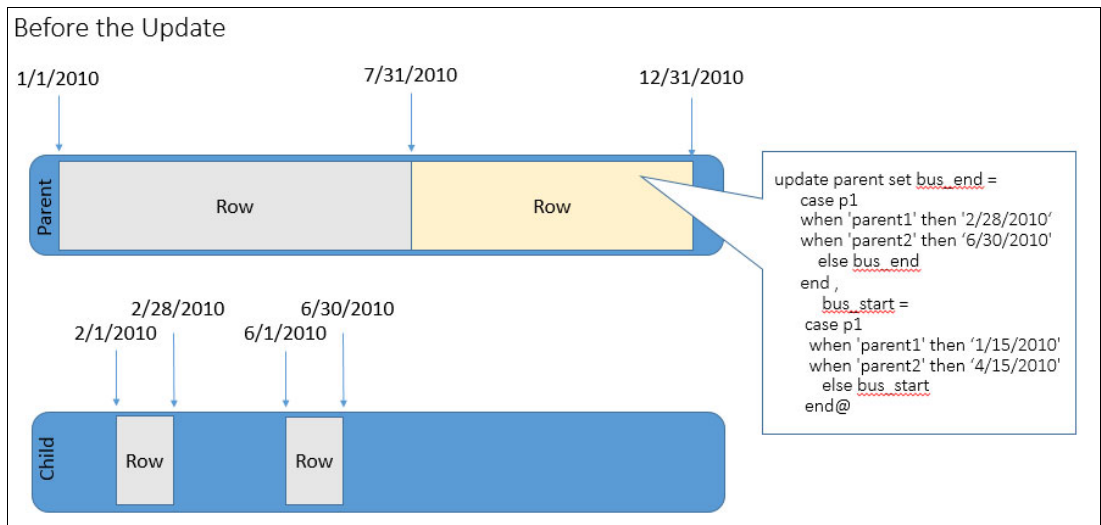 Before the Update
1/1/2010
7/31/2010
12/31/2010
Parent
Row
Row
update parent set bus_end =
case p1
when 'parent1' then '2/28/2010‘
when 'parent2' then ‘6/30/2010'
else bus_end
end ,
bus_start =
case p1
when 'parent1' then ‘1/15/2010'
when 'parent2' then ‘4/15/2010'
else bus_start
end@
2/28/2010
6/30/2010
2/1/2010
6/1/2010
Child
Row
Row